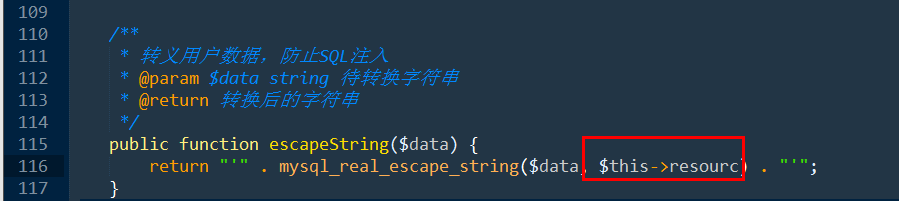 109
110 /**
111 * 转义用户数据，防止SQL注入
112 * @param $data string 待转换字符串
113 * @return 转换后的字符串
114 */
115 public function escapeString($data) {
116 return "'" . mysql_real_escape_string($data, $this->resourc) . "'";
117 }